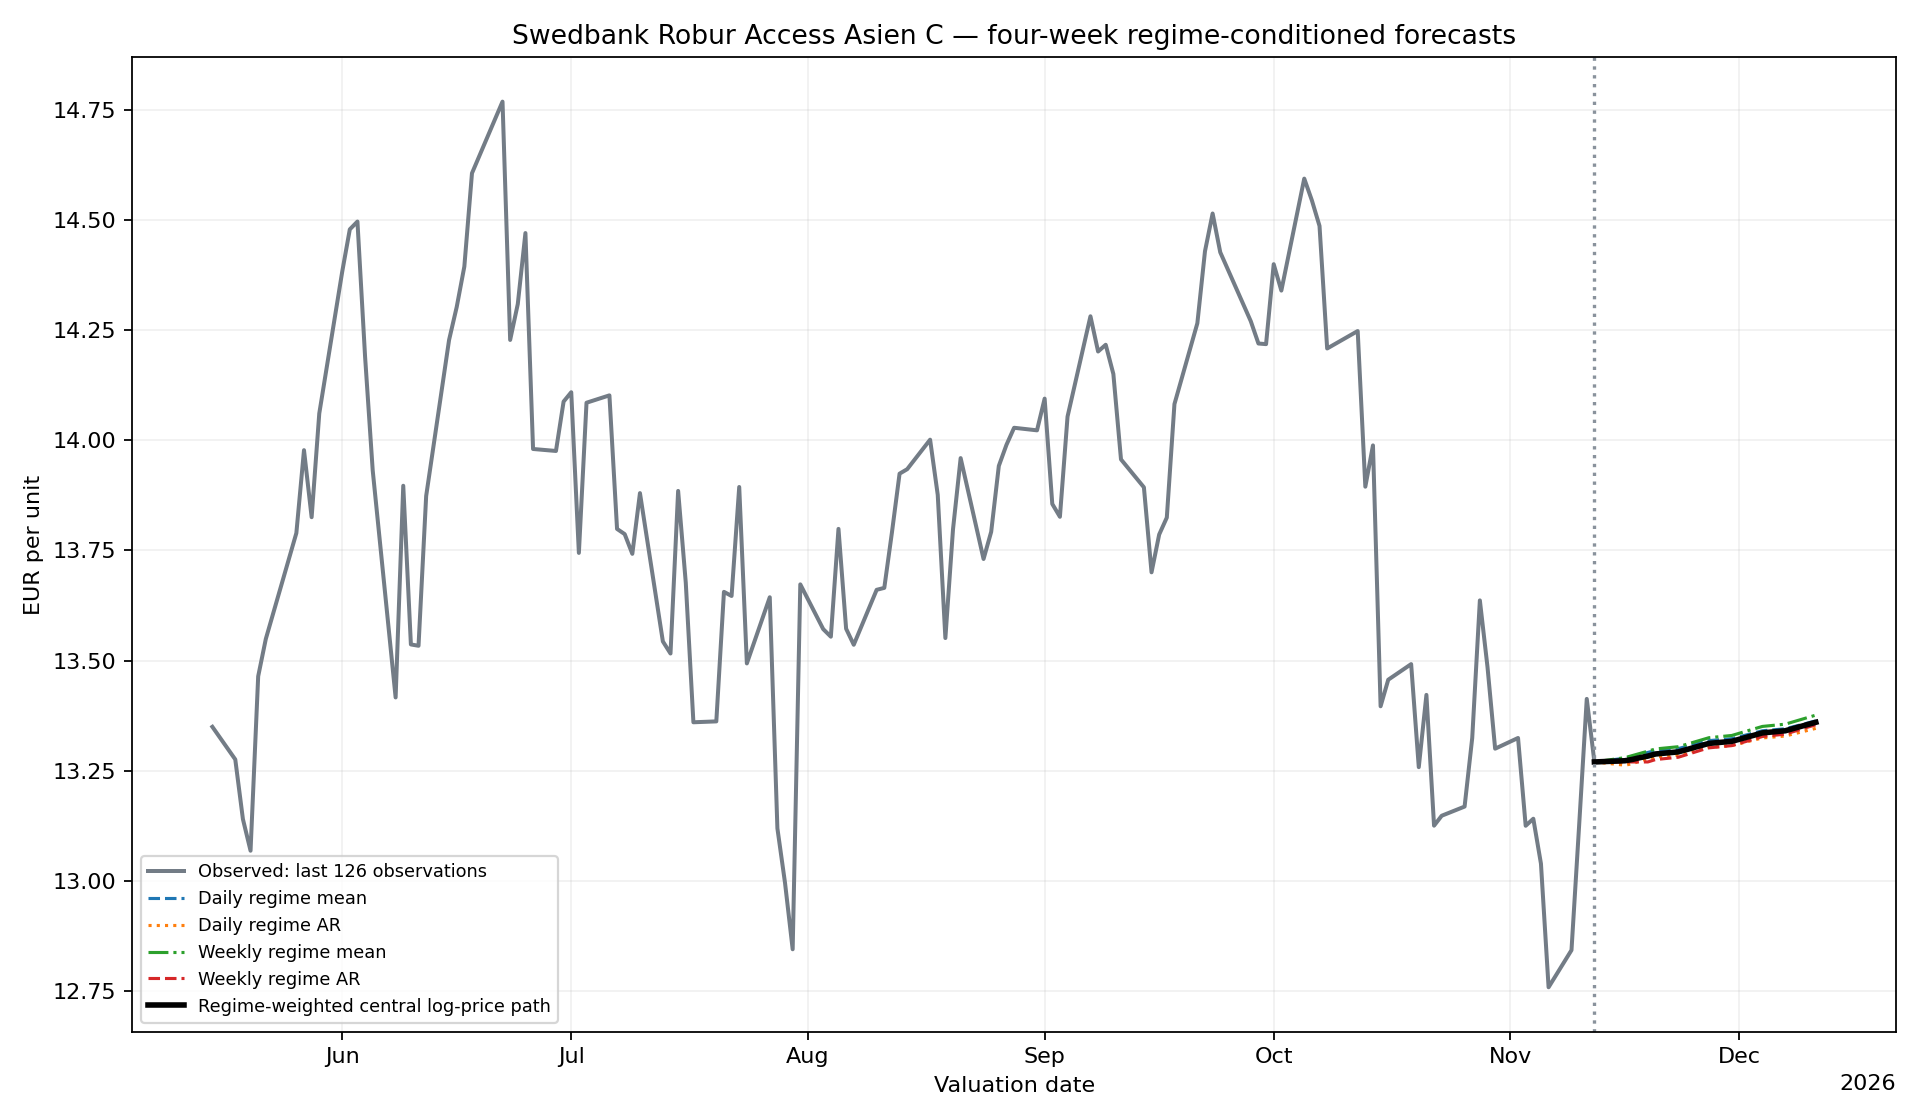 Swedbank Robur Access Asien C — four-week regime-conditioned forecasts
EUR per unit
14.75
14.50
14.25
14.00
13.75
13.50
13.25
13.00
12.75
Observed: last 126 observations
Daily regime mean
Daily regime AR
Weekly regime mean
Weekly regime AR
Regime-weighted central log-price path
Jun Jul Aug Sep Oct Nov Dec
Valuation date
2026